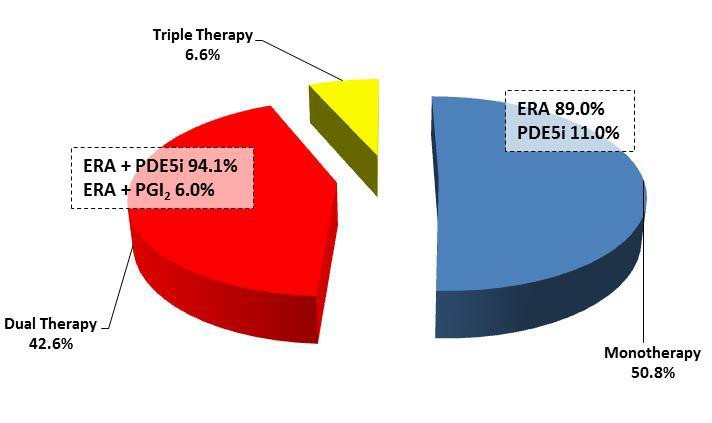 Triple Therapy
6.6%
ERA 89.0%
PDE5i 11.0%
ERA + PDE5i 94.1%
ERA + PGI₂ 6.0%
Dual Therapy
42.6%
Monotherapy
50.8%